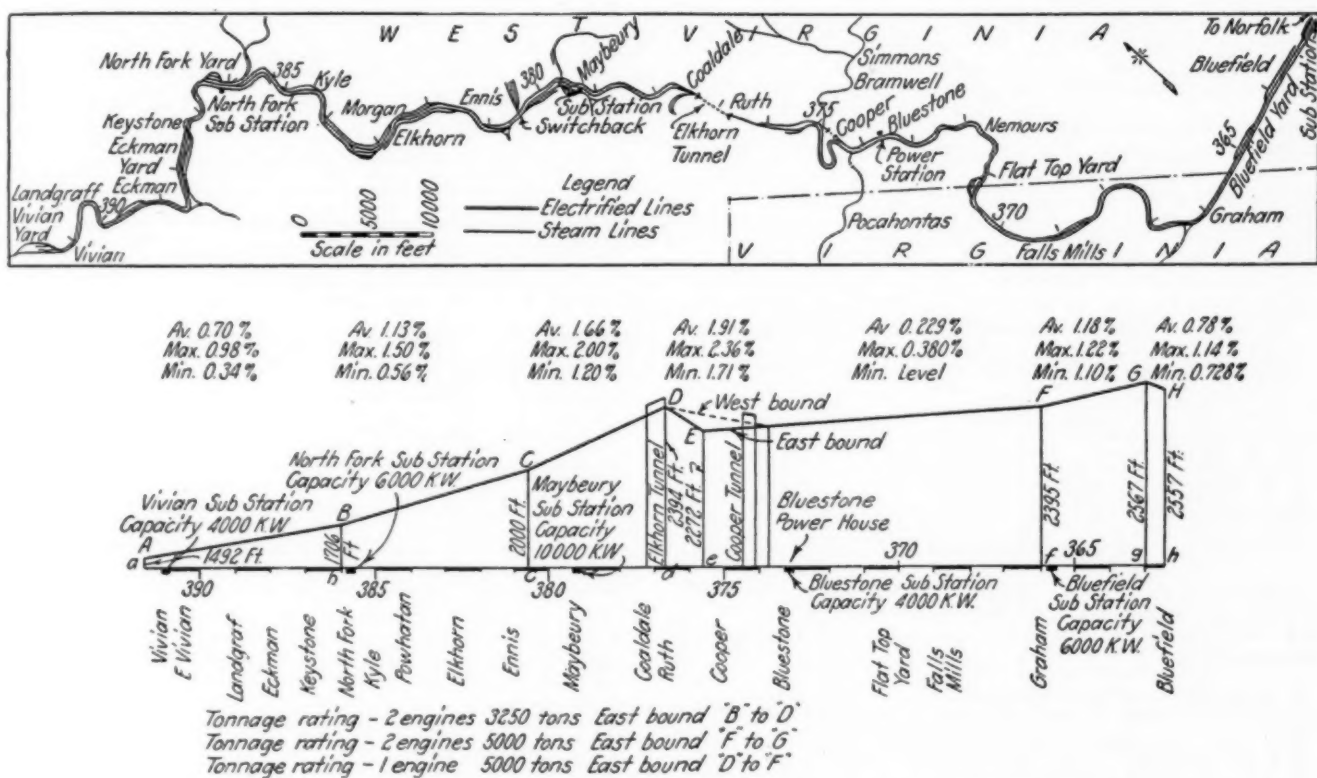 WEST VIRGINIA
To Norfolk
Bluefield
Sub Station
Bluefield Yard
365
Graham
North Fork Yard
385
Kyle
North Fork
Sub Station
Keystone
Eckman
Yard
Eckman
Landgraff
Vivian
Yard
390
Vivian
Morgan
Elkhorn
Ennis
380
Switchback
Maybeury
Sub Station
Coaldale
Elkhorn
Tunnel
Ruth
375
Simmons
Bramwell
Cooper
Bluestone
Power
Station
Nemours
Flat Top Yard
370
Pocahontas
Falls Mills
VIRGINIA
Legend
Electrified Lines
Steam Lines
0 5000 10000
Scale in feet
Av. 0.70% Av. 1.13% Av. 1.66% Av. 1.91% Av 0.229% Av. 1.18% Av. 0.78%
Max. 0.98% Max. 1.50% Max. 2.00% Max. 2.36% Max. 0.380% Max. 1.22% Max. 1.14%
Min. 0.34% Min. 0.56% Min. 1.20% Min. 1.71% Min. Level Min. 1.10% Min. 0.728%
A B C D E F G H
West bound
East bound
North Fork Sub Station
Capacity 6000 KW.
Vivian Sub Station
Capacity 4000 KW.
Maybeury
Sub
Station
Capacity
10000 KW.
Elkhorn Tunnel
Cooper Tunnel
Bluestone
Power House
1492 Ft.
1706 Ft
2000 Ft.
2394 Ft.
2272 Ft.
2395 Ft.
2567 Ft.
2557 Ft.
a b c d e f g h
390 385 380 375 370 365
Bluestone Sub Station
Capacity 4000 KW.
Bluefield
Sub Station
Capacity
6000 KW.
Vivian
E Vivian
Landgraf
Eckman
Keystone
North Fork
Kyle
Powhatan
Elkhorn
Ennis
Maybeury
Coaldale
Ruth
Cooper
Bluestone
Flat Top
Yard
Falls
Mills
Graham
Bluefield
Tonnage rating - 2 engines 3250 tons East bound "B" to "D"
Tonnage rating - 2 engines 5000 tons East bound "F" to "G"
Tonnage rating - 1 engine 5000 tons East bound "D" to "F"